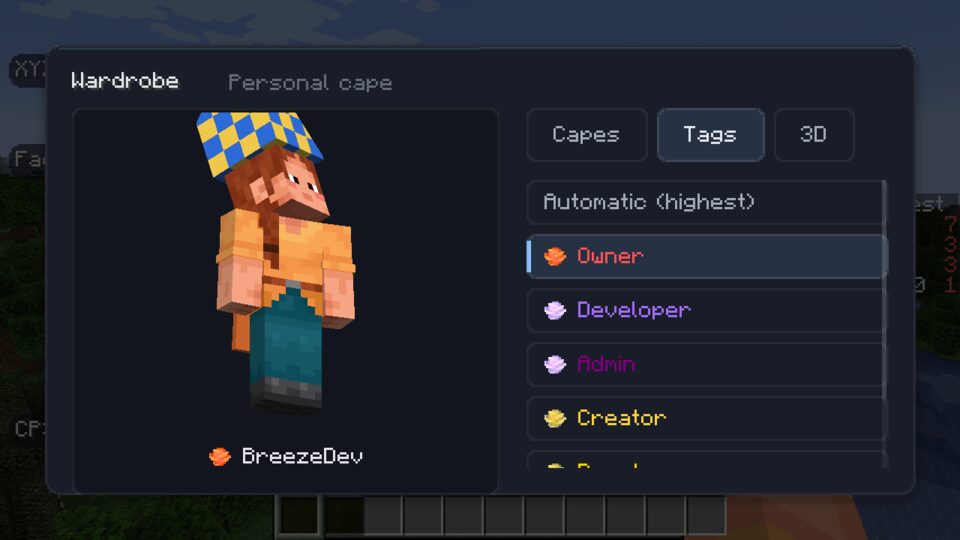 Wardrobe
Personal cape
Capes
Tags
3D
Automatic (highest)
Owner
Developer
Admin
Creator
BreezeDev